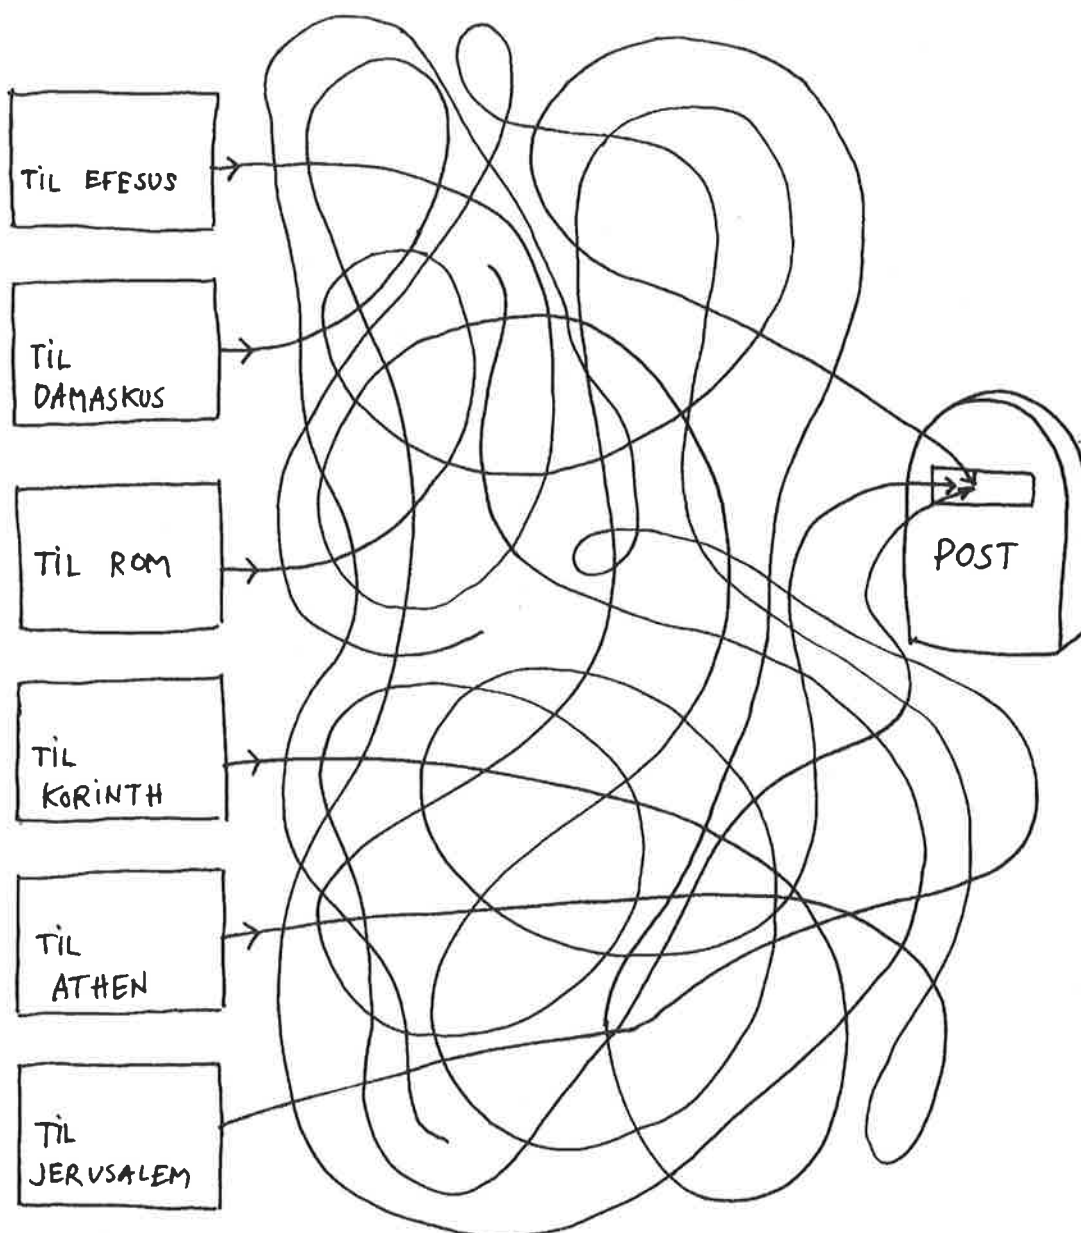 TiL EFESUS
TiL
DAMASKUS
TiL ROM
TiL
KORiNTH
TiL
ATHEN
TiL
JERUSALEM
POST